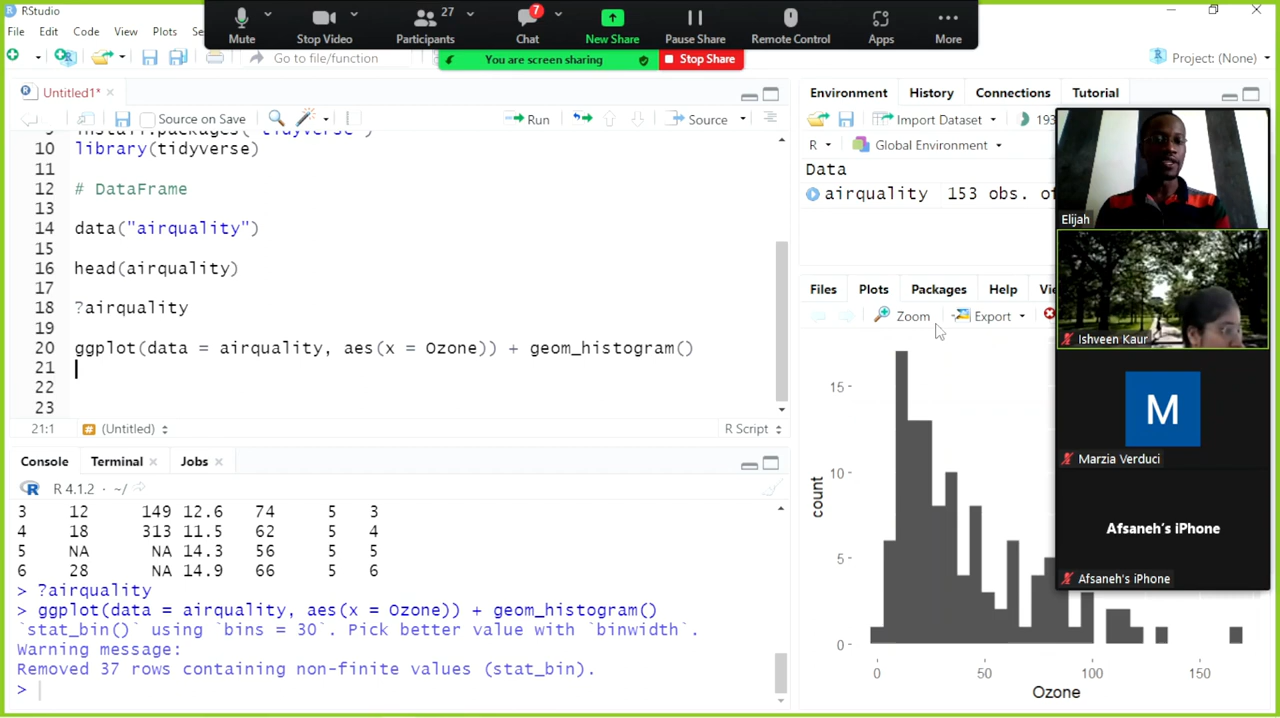 RStudio
File Edit Code View Plots Se
Mute
Stop Video
27
Participants
7
Chat
New Share
Pause Share
Remote Control
Apps
More
You are screen sharing
Stop Share
Go to file/function
Project: (None)
Untitled1*
Source on Save
Run
Source
9 install.packages("tidyverse")
10 library(tidyverse)
11
12 # DataFrame
13
14 data("airquality")
15
16 head(airquality)
17
18 ?airquality
19
20 ggplot(data = airquality, aes(x = Ozone)) + geom_histogram()
21
22
23
21:1 # (Untitled) R Script
Console Terminal Jobs
R R 4.1.2 · ~/
3 12 149 12.6 74 5 3
4 18 313 11.5 62 5 4
5 NA NA 14.3 56 5 5
6 28 NA 14.9 66 5 6
> ?airquality
> ggplot(data = airquality, aes(x = Ozone)) + geom_histogram()
`stat_bin()` using `bins = 30`. Pick better value with `binwidth`.
Warning message:
Removed 37 rows containing non-finite values (stat_bin).
>
Environment History Connections Tutorial
Import Dataset 193
R Global Environment
Data
airquality 153 obs. of
Files Plots Packages Help Vi
Zoom Export
15
10
5
0
count
0 50 100 150
Ozone
Elijah
Ishveen Kaur
M
Marzia Verduci
Afsaneh's iPhone
Afsaneh's iPhone